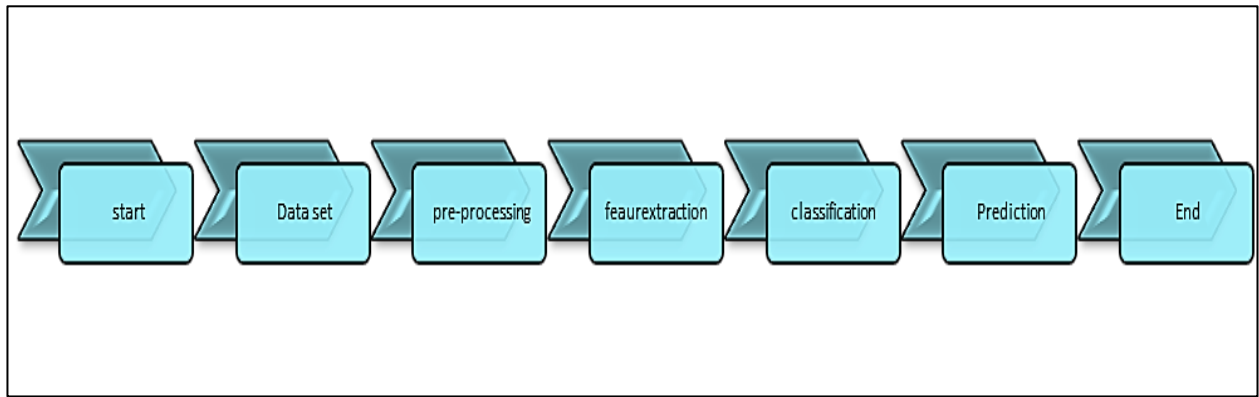 start
Data set
pre-processing
feaurextraction
classification
Prediction
End